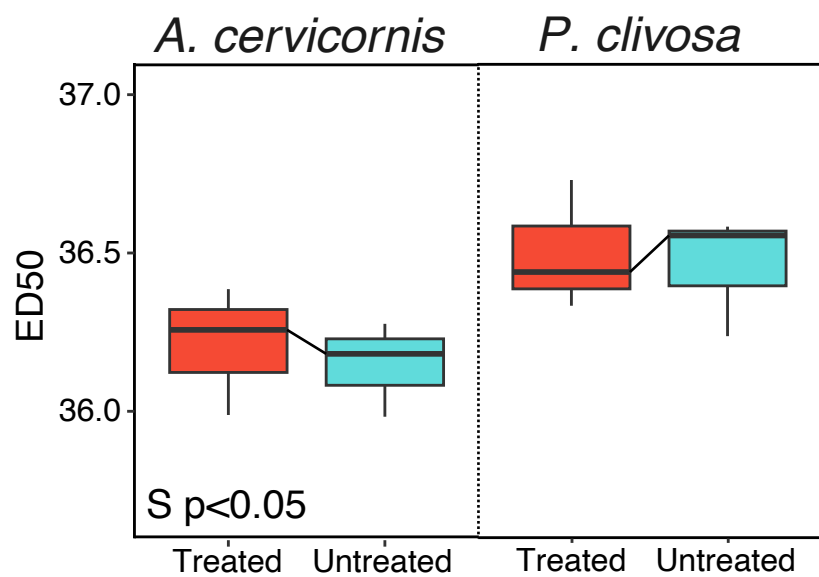 A. cervicornis P. clivosa
37.0
36.5
36.0
ED50
S p<0.05
Treated Untreated Treated Untreated